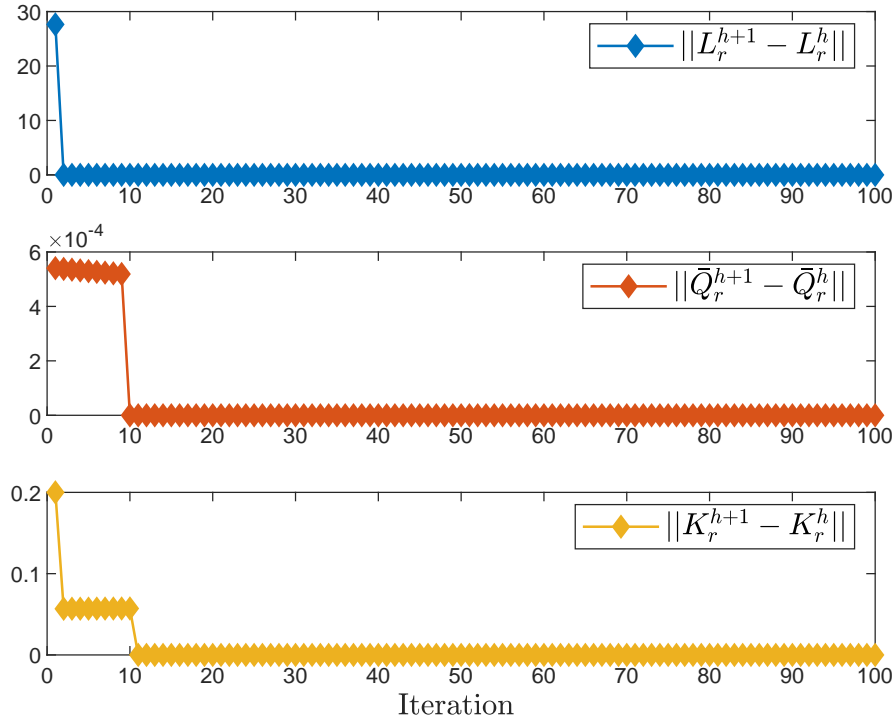 30
20
10
0
0 10 20 30 40 50 60 70 80 90 100
||L_r^{h+1} − L_r^h||
×10^{-4}
6
4
2
0
0 10 20 30 40 50 60 70 80 90 100
||Q̄_r^{h+1} − Q̄_r^h||
0.2
0.1
0
0 10 20 30 40 50 60 70 80 90 100
||K_r^{h+1} − K_r^h||
Iteration